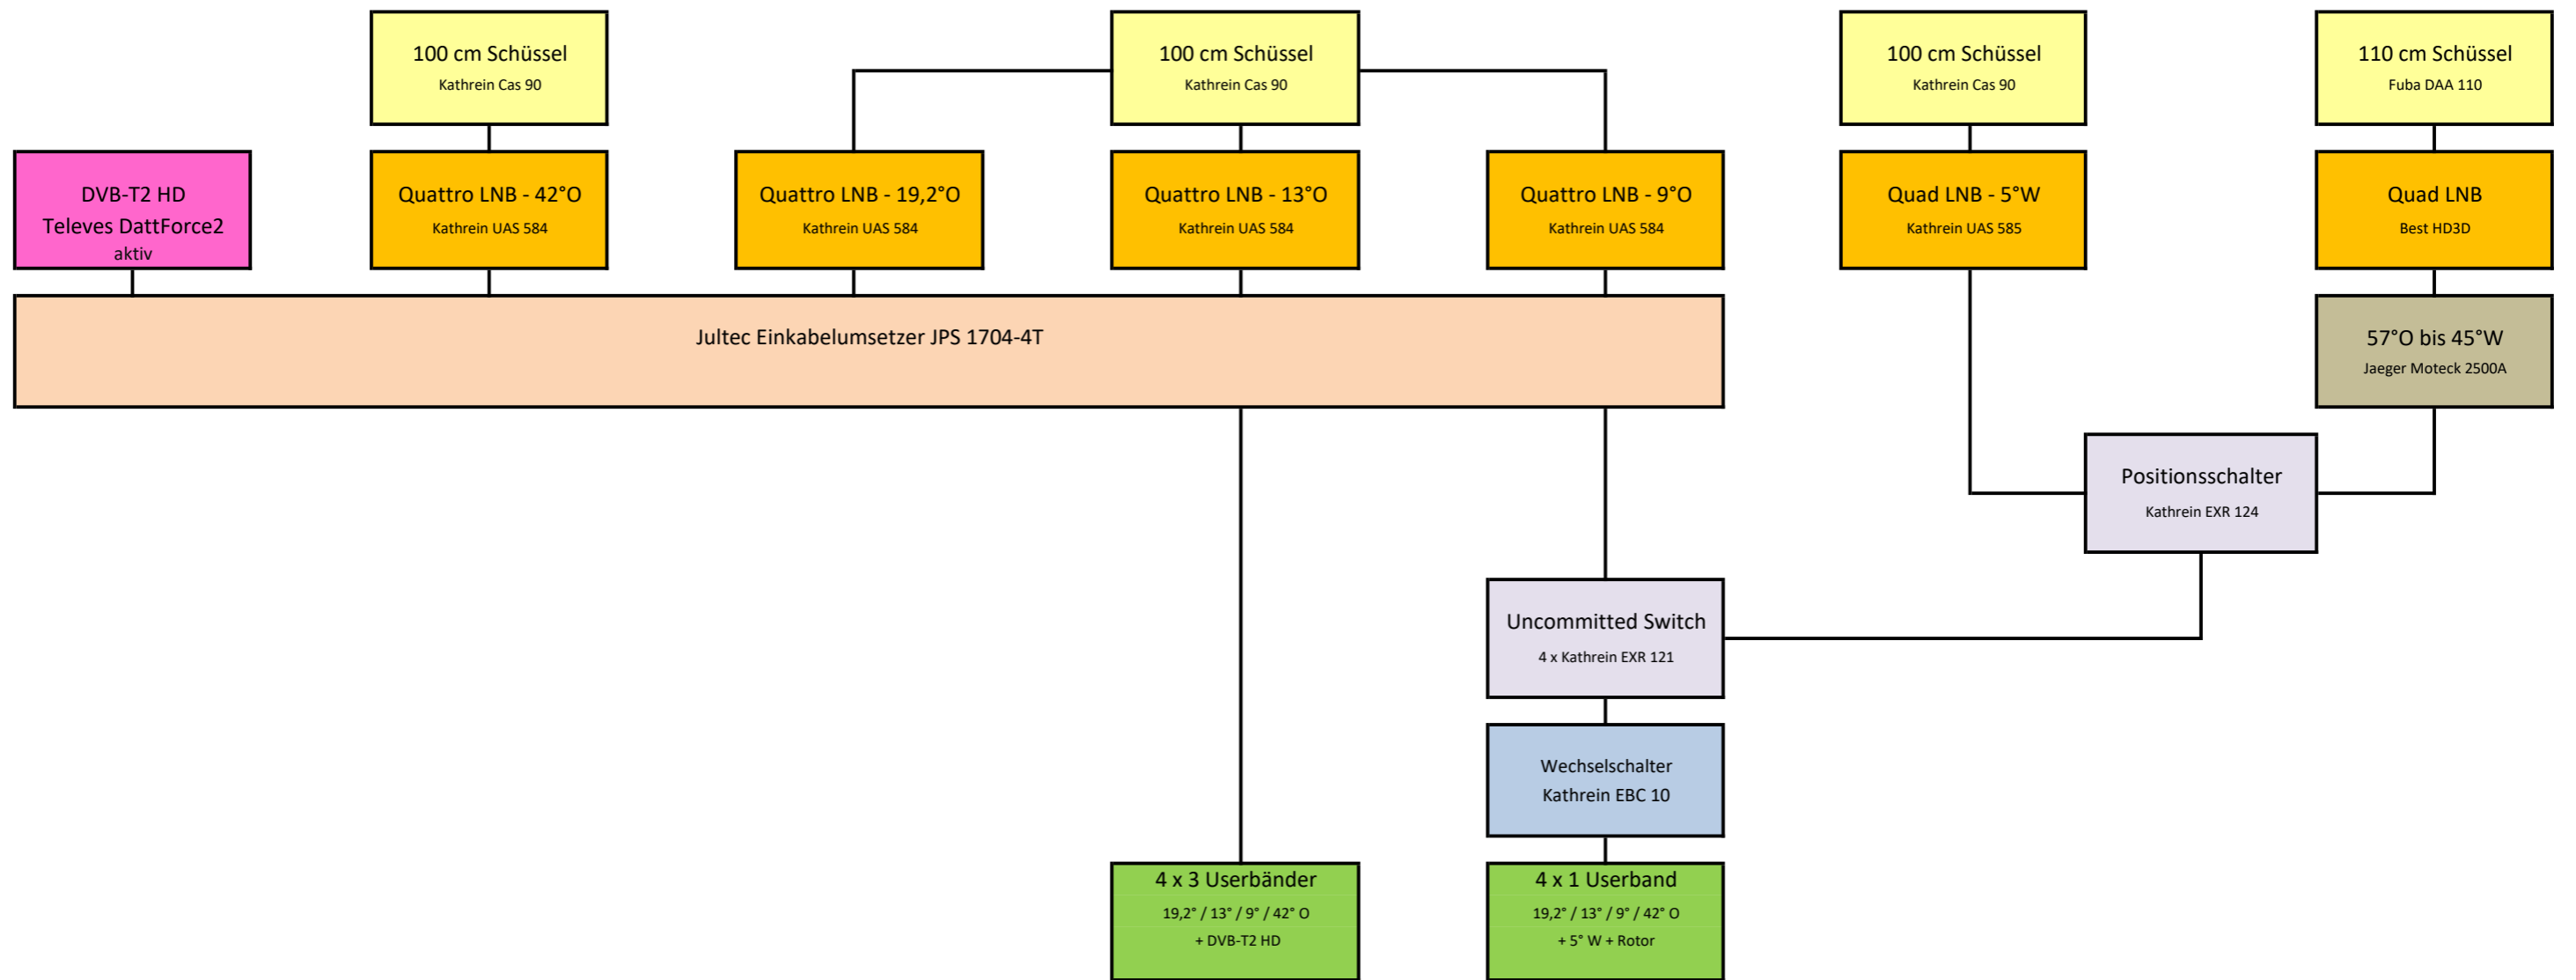 100 cm Schüssel
Kathrein Cas 90
100 cm Schüssel
Kathrein Cas 90
100 cm Schüssel
Kathrein Cas 90
110 cm Schüssel
Fuba DAA 110
DVB-T2 HD
Televes DattForce2
aktiv
Quattro LNB - 42°O
Kathrein UAS 584
Quattro LNB - 19,2°O
Kathrein UAS 584
Quattro LNB - 13°O
Kathrein UAS 584
Quattro LNB - 9°O
Kathrein UAS 584
Quad LNB - 5°W
Kathrein UAS 585
Quad LNB
Best HD3D
Jultec Einkabelumsetzer JPS 1704-4T
57°O bis 45°W
Jaeger Moteck 2500A
Positionsschalter
Kathrein EXR 124
Uncommitted Switch
4 x Kathrein EXR 121
Wechselschalter
Kathrein EBC 10
4 x 3 Userbänder
19,2° / 13° / 9° / 42° O
+ DVB-T2 HD
4 x 1 Userband
19,2° / 13° / 9° / 42° O
+ 5° W + Rotor